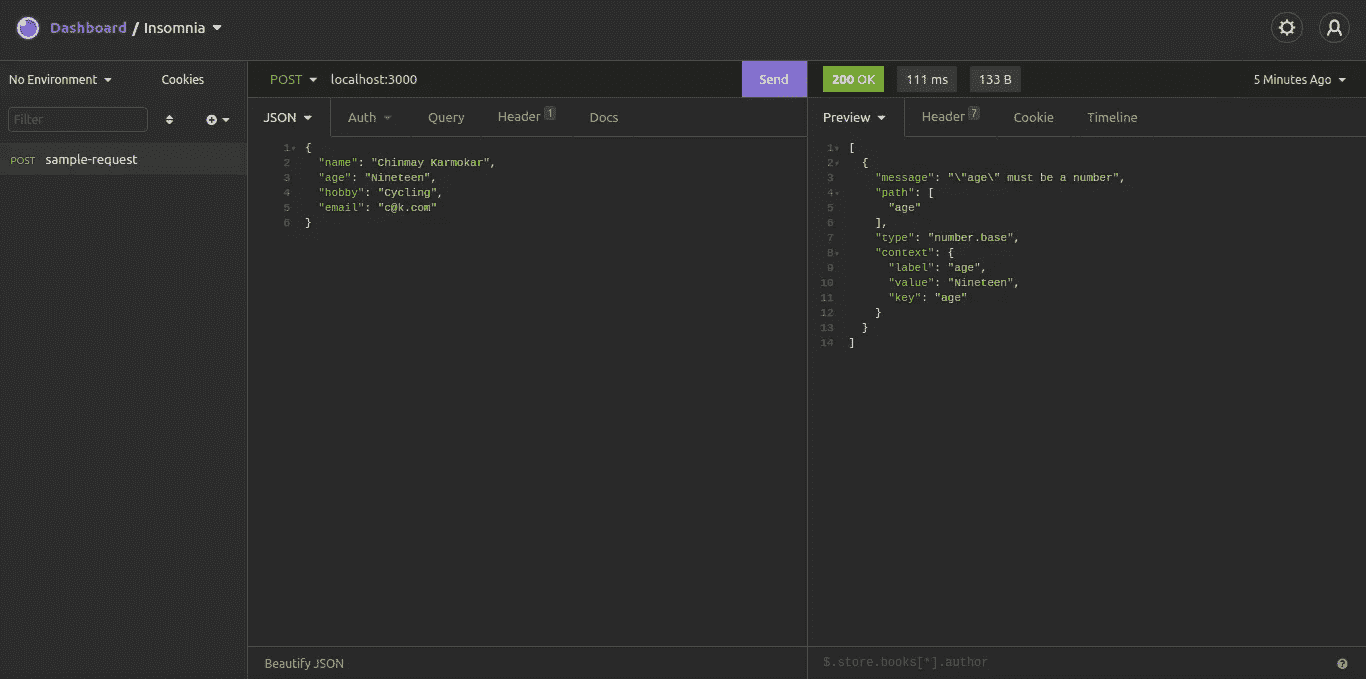 Dashboard / Insomnia
No Environment
Cookies
Filter
POST sample-request
POST localhost:3000 Send
JSON Auth Query Header 1 Docs
1 {
2 "name": "Chinmay Karmokar",
3 "age": "Nineteen",
4 "hobby": "Cycling",
5 "email": "c@k.com"
6 }
Beautify JSON
200 OK 111 ms 133 B 5 Minutes Ago
Preview Header 7 Cookie Timeline
1 [
2 {
3 "message": "\"age\" must be a number",
4 "path": [
5 "age"
6 ],
7 "type": "number.base",
8 "context": {
9 "label": "age",
10 "value": "Nineteen",
11 "key": "age"
12 }
13 }
14 ]
$.store.books[*].author